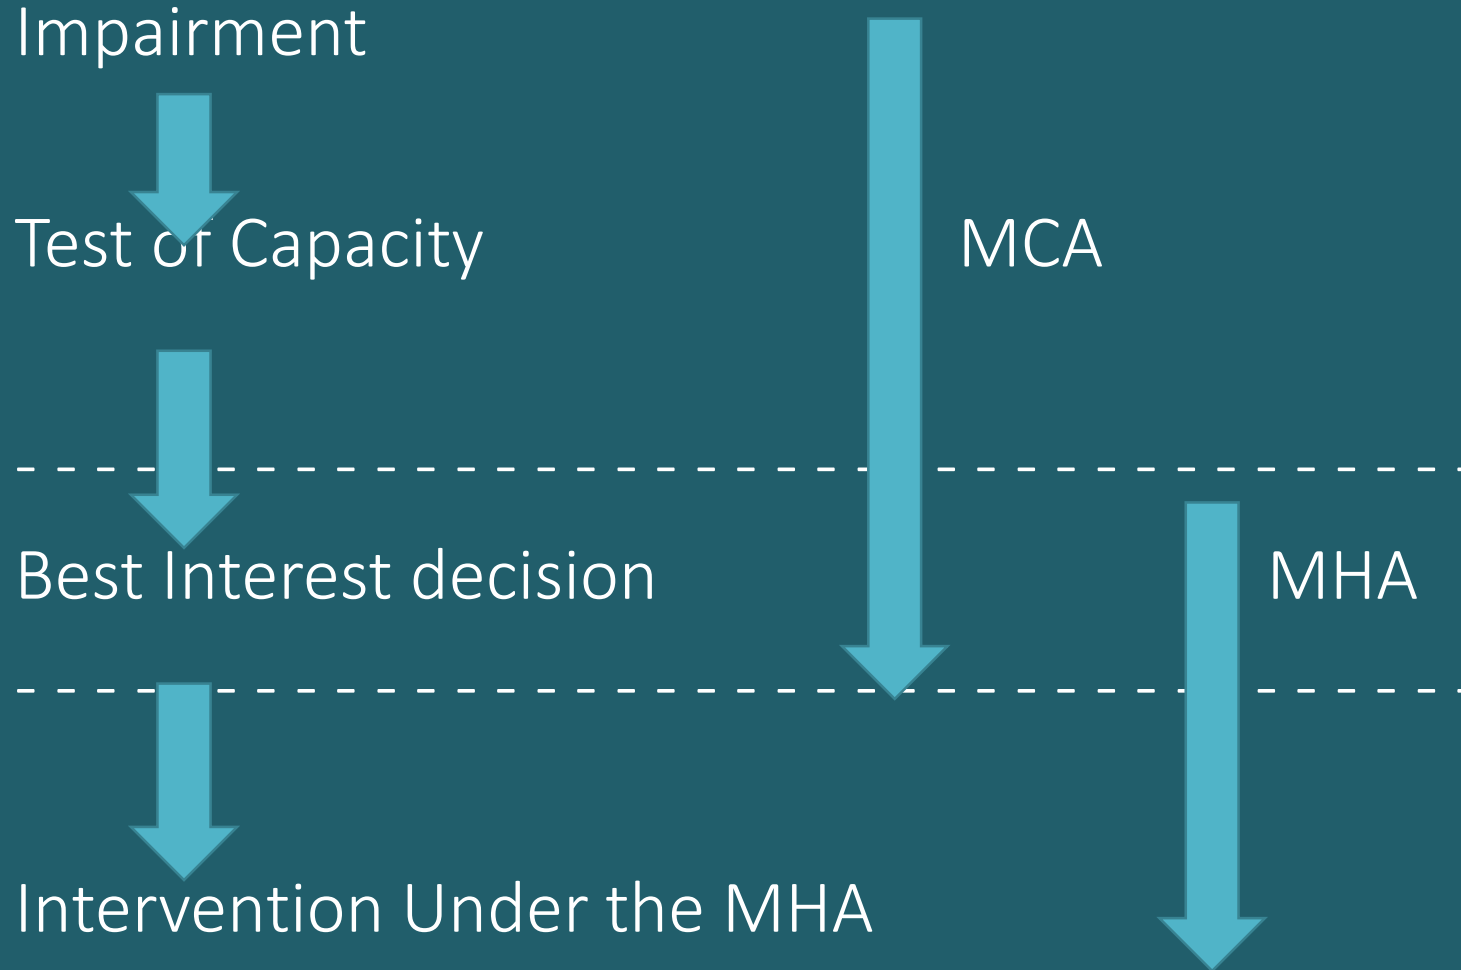 Impairment
Test of Capacity
MCA
Best Interest decision
MHA
Intervention Under the MHA